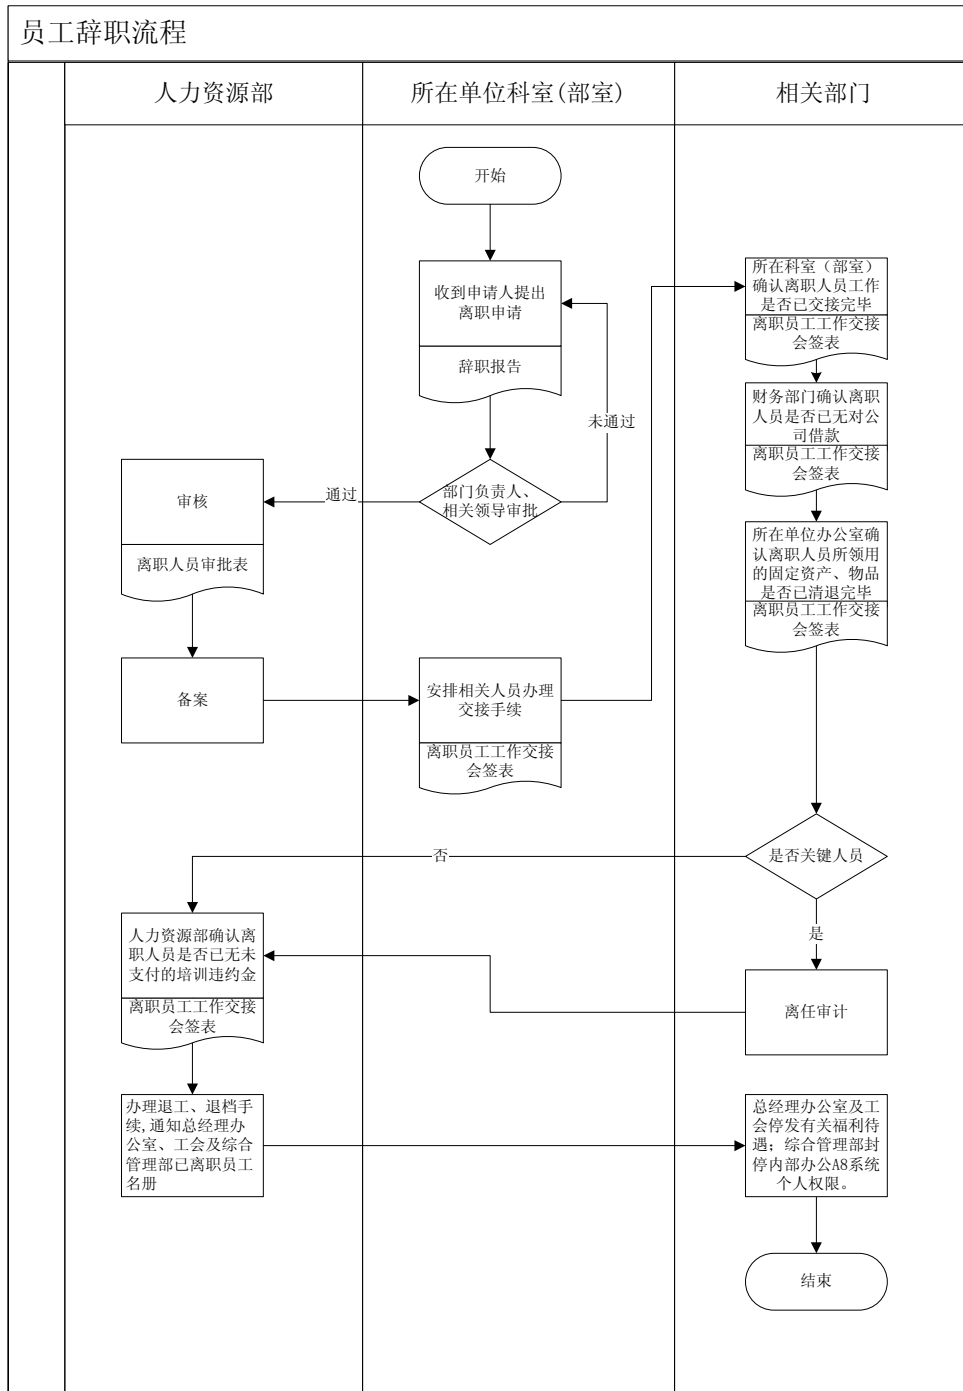 员工辞职流程
人力资源部
所在单位科室(部室)
相关部门
开始
收到申请人提出
离职申请
辞职报告
未通过
部门负责人、
相关领导审批
通过
审核
离职人员审批表
备案
安排相关人员办理
交接手续
离职员工工作交接
会签表
所在科室（部室）
确认离职人员工作
是否已交接完毕
离职员工工作交接
会签表
财务部门确认离职
人员是否已无对公
司借款
离职员工工作交接
会签表
所在单位办公室确
认离职人员所领用
的固定资产、物品
是否已清退完毕
离职员工工作交接
会签表
是否关键人员
否
是
离任审计
人力资源部确认离
职人员是否已无未
支付的培训违约金
离职员工工作交接
会签表
办理退工、退档手
续,通知总经理办
公室、工会及综合
管理部已离职员工
名册
总经理办公室及工
会停发有关福利待
遇；综合管理部封
停内部办公A8系统
个人权限。
结束